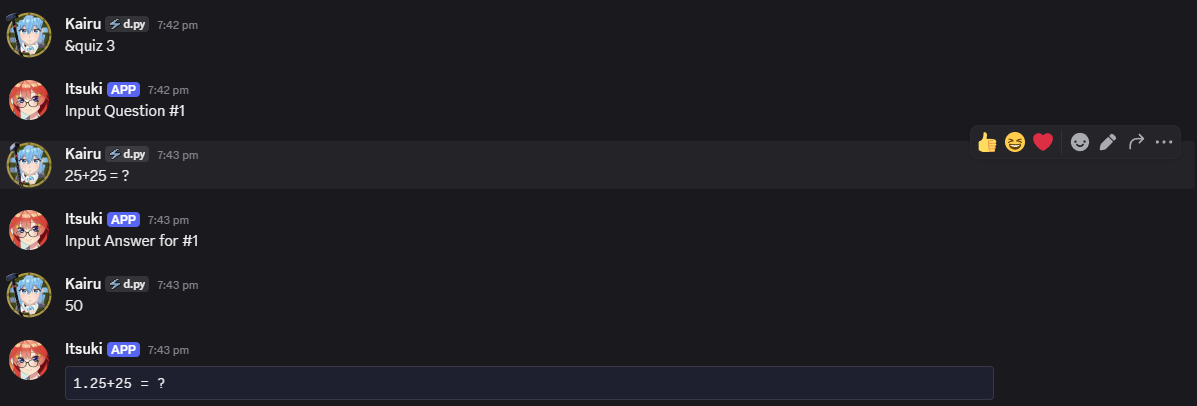 Kairu d.py 7:42 pm
&quiz 3
Itsuki APP 7:42 pm
Input Question #1
Kairu d.py 7:43 pm
25+25 = ?
Itsuki APP 7:43 pm
Input Answer for #1
Kairu d.py 7:43 pm
50
Itsuki APP 7:43 pm
1.25+25 = ?